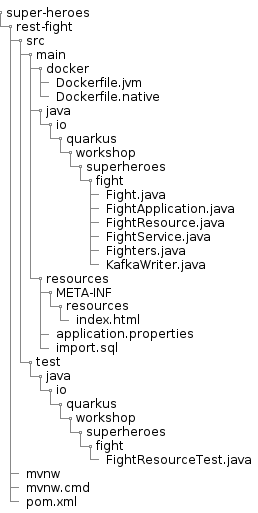 super-heroes
rest-fight
src
main
docker
Dockerfile.jvm
Dockerfile.native
java
io
quarkus
workshop
superheroes
fight
Fight.java
FightApplication.java
FightResource.java
FightService.java
Fighters.java
KafkaWriter.java
resources
META-INF
resources
index.html
application.properties
import.sql
test
java
io
quarkus
workshop
superheroes
fight
FightResourceTest.java
mvnw
mvnw.cmd
pom.xml